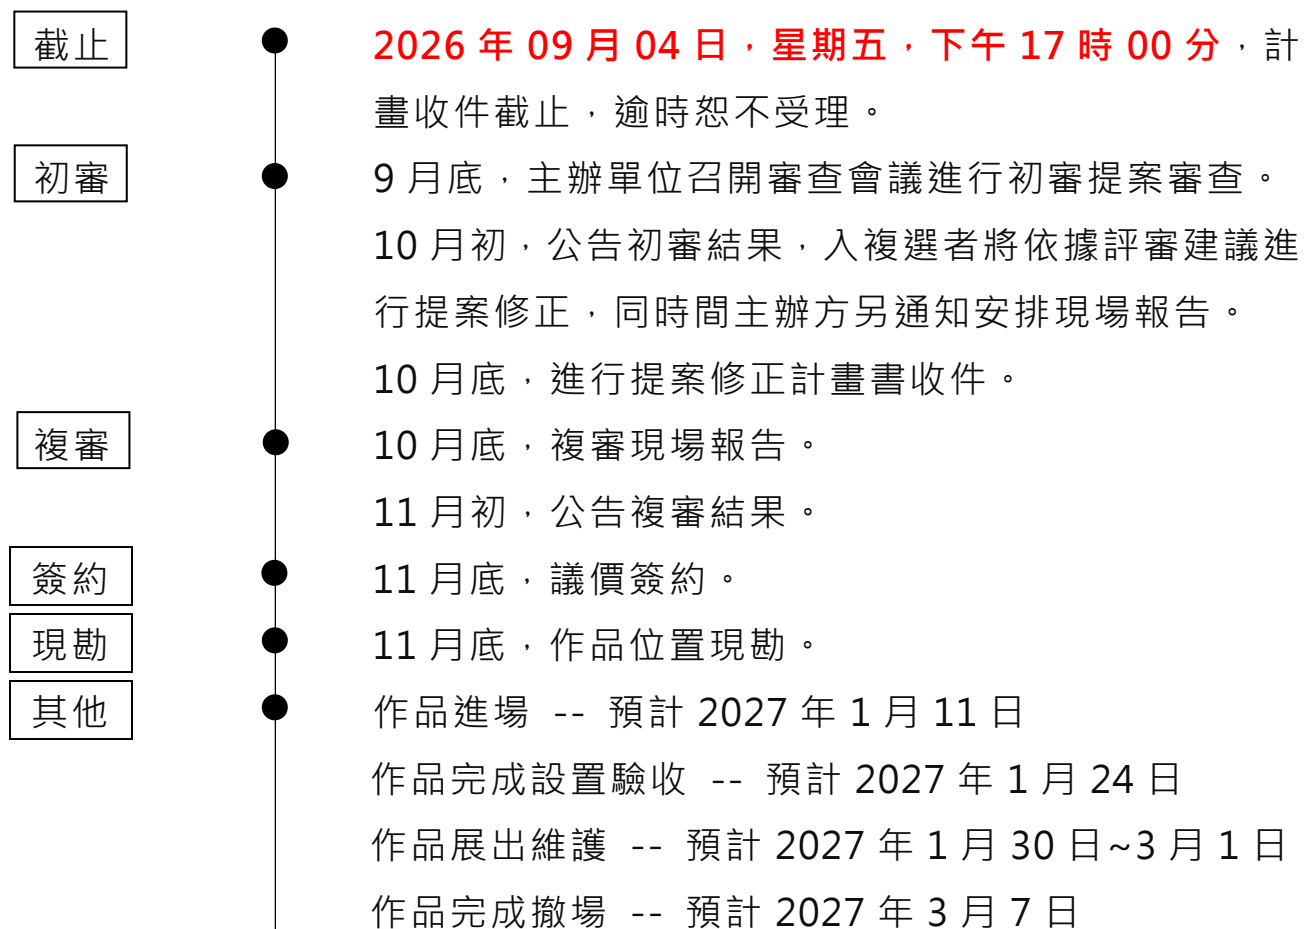 截止
2026 年 09 月 04 日，星期五，下午 17 時 00 分，計
畫收件截止，逾時恕不受理。
初審
9 月底，主辦單位召開審查會議進行初審提案審查。
10 月初，公告初審結果，入複選者將依據評審建議進
行提案修正，同時間主辦方另通知安排現場報告。
10 月底，進行提案修正計畫書收件。
複審
10 月底，複審現場報告。
11 月初，公告複審結果。
簽約
11 月底，議價簽約。
現勘
11 月底，作品位置現勘。
其他
作品進場 -- 預計 2027 年 1 月 11 日
作品完成設置驗收 -- 預計 2027 年 1 月 24 日
作品展出維護 -- 預計 2027 年 1 月 30 日~3 月 1 日
作品完成撤場 -- 預計 2027 年 3 月 7 日